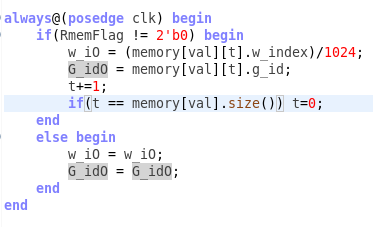 always@(posedge clk) begin
if(RmemFlag != 2'b0) begin
w_iO = (memory[val][t].w_index)/1024;
G_idO = memory[val][t].g_id;
t+=1;
if(t == memory[val].size()) t=0;
end
else begin
w_iO = w_iO;
G_idO = G_idO;
end
end